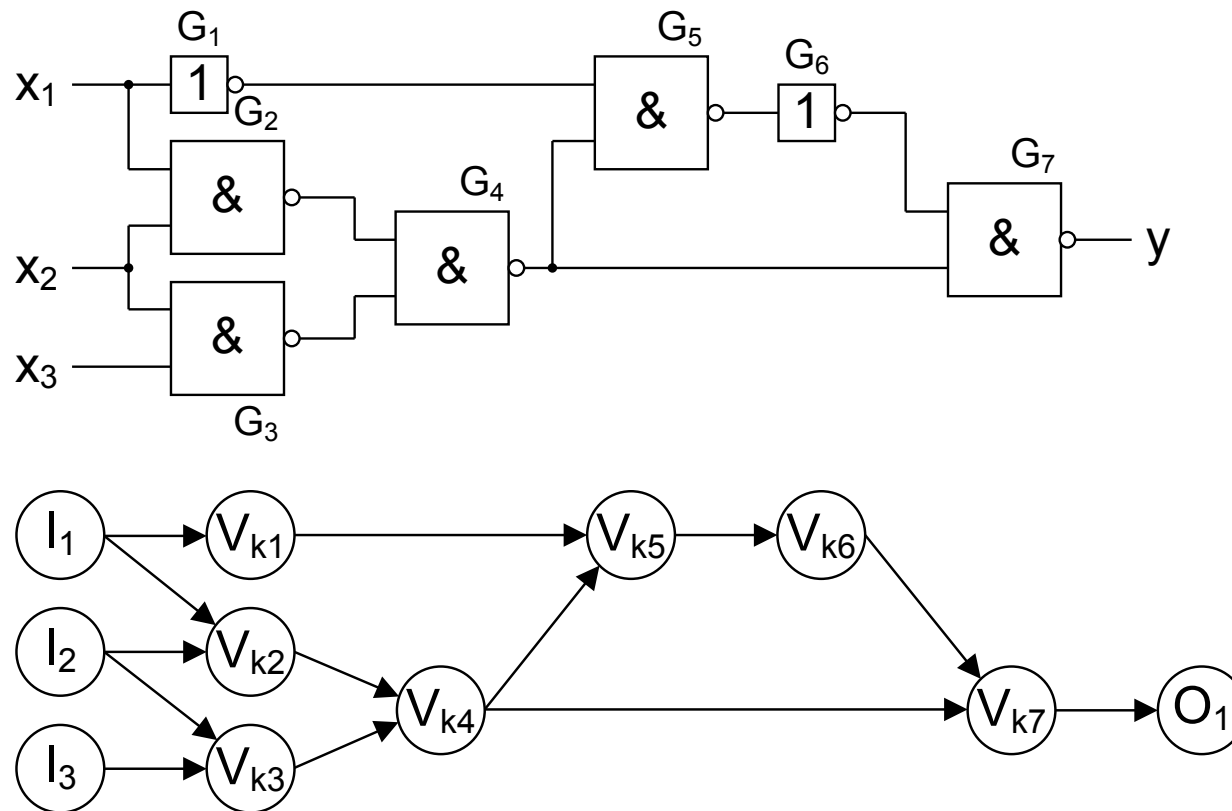 G₁
G₅
G₆
x₁
1
G₂
&
1
&
G₄
G₇
&
&
y
x₂
&
x₃
G₃
I₁
Vₖ₁
Vₖ₅
Vₖ₆
I₂
Vₖ₂
Vₖ₄
Vₖ₇
O₁
I₃
Vₖ₃